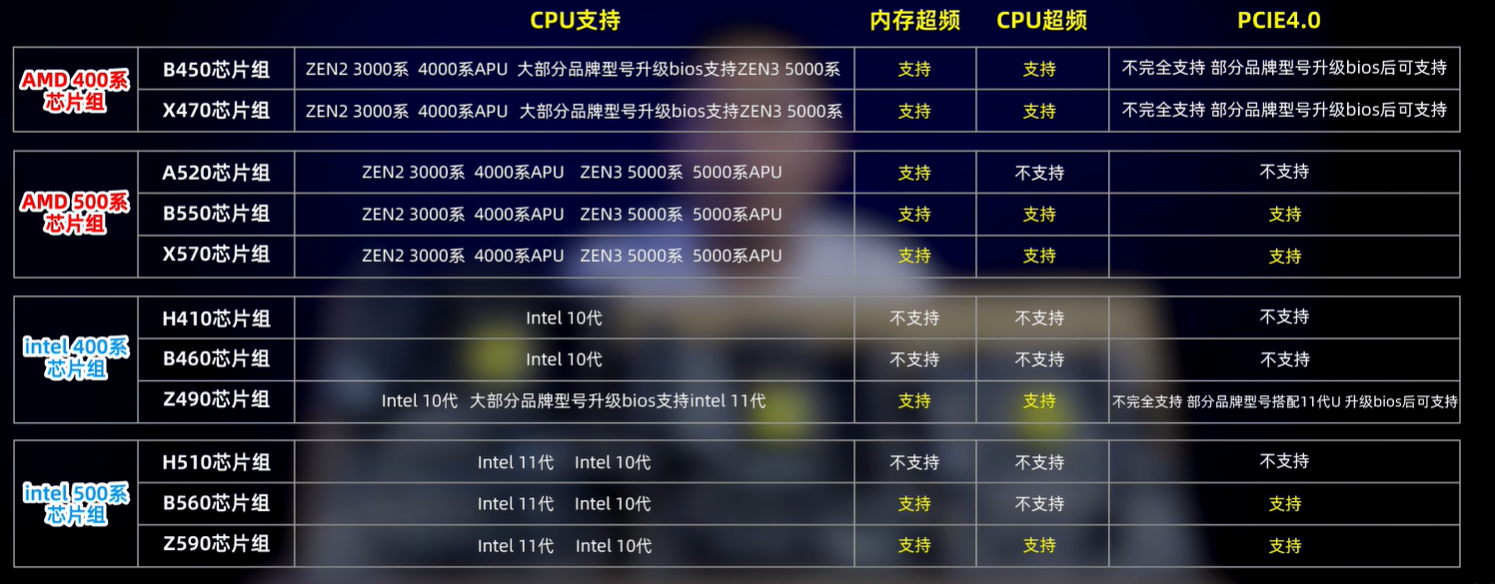 CPU支持 内存超频 CPU超频 PCIE4.0
AMD 400系
芯片组
B450芯片组 ZEN2 3000系 4000系APU 大部分品牌型号升级bios支持ZEN3 5000系 支持 支持 不完全支持 部分品牌型号升级bios后可支持
X470芯片组 ZEN2 3000系 4000系APU 大部分品牌型号升级bios支持ZEN3 5000系 支持 支持 不完全支持 部分品牌型号升级bios后可支持
AMD 500系
芯片组
A520芯片组 ZEN2 3000系 4000系APU ZEN3 5000系 5000系APU 支持 不支持 不支持
B550芯片组 ZEN2 3000系 4000系APU ZEN3 5000系 5000系APU 支持 支持 支持
X570芯片组 ZEN2 3000系 4000系APU ZEN3 5000系 5000系APU 支持 支持 支持
intel 400系
芯片组
H410芯片组 Intel 10代 不支持 不支持 不支持
B460芯片组 Intel 10代 不支持 不支持 不支持
Z490芯片组 Intel 10代 大部分品牌型号升级bios支持intel 11代 支持 支持 不完全支持 部分品牌型号搭配11代U 升级bios后可支持
intel 500系
芯片组
H510芯片组 Intel 11代 Intel 10代 不支持 不支持 不支持
B560芯片组 Intel 11代 Intel 10代 支持 不支持 支持
Z590芯片组 Intel 11代 Intel 10代 支持 支持 支持